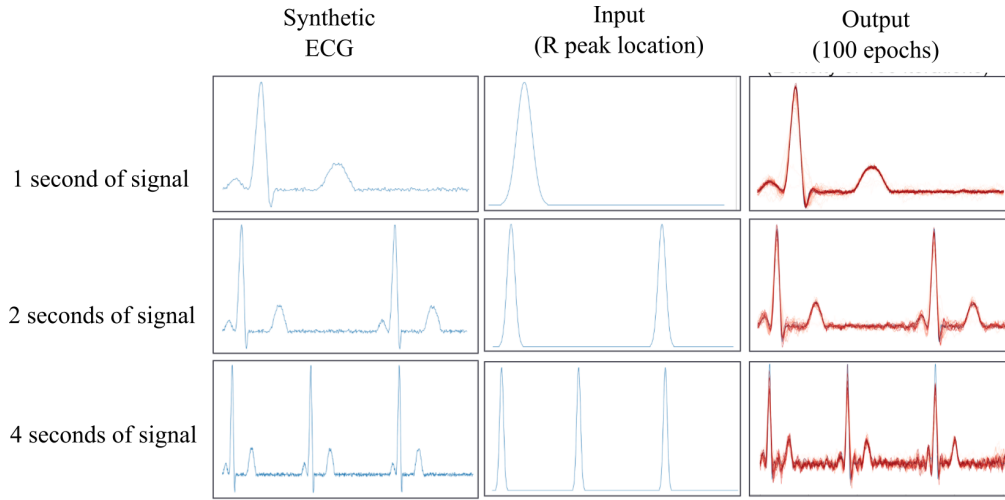 Synthetic
ECG
Input
(R peak location)
Output
(100 epochs)
1 second of signal
2 seconds of signal
4 seconds of signal